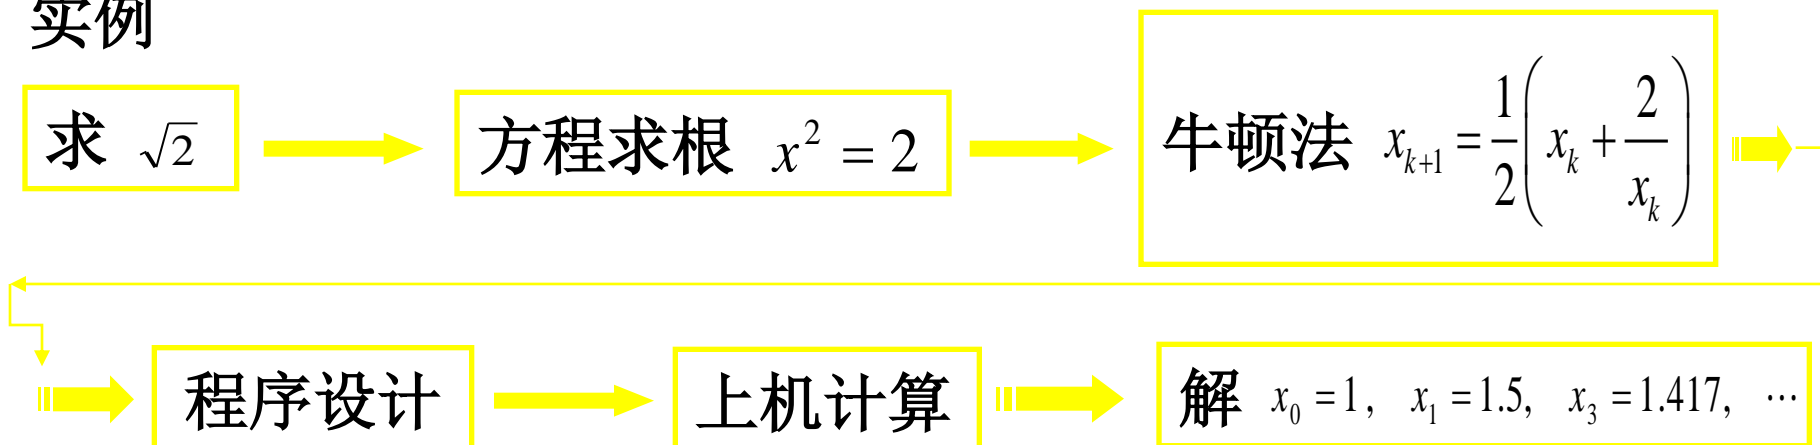 实例
求 √2
方程求根 x² = 2
牛顿法 x_{k+1} = 1/2 ( x_k + 2/x_k )
程序设计
上机计算
解 x₀ = 1, x₁ = 1.5, x₃ = 1.417, ⋯